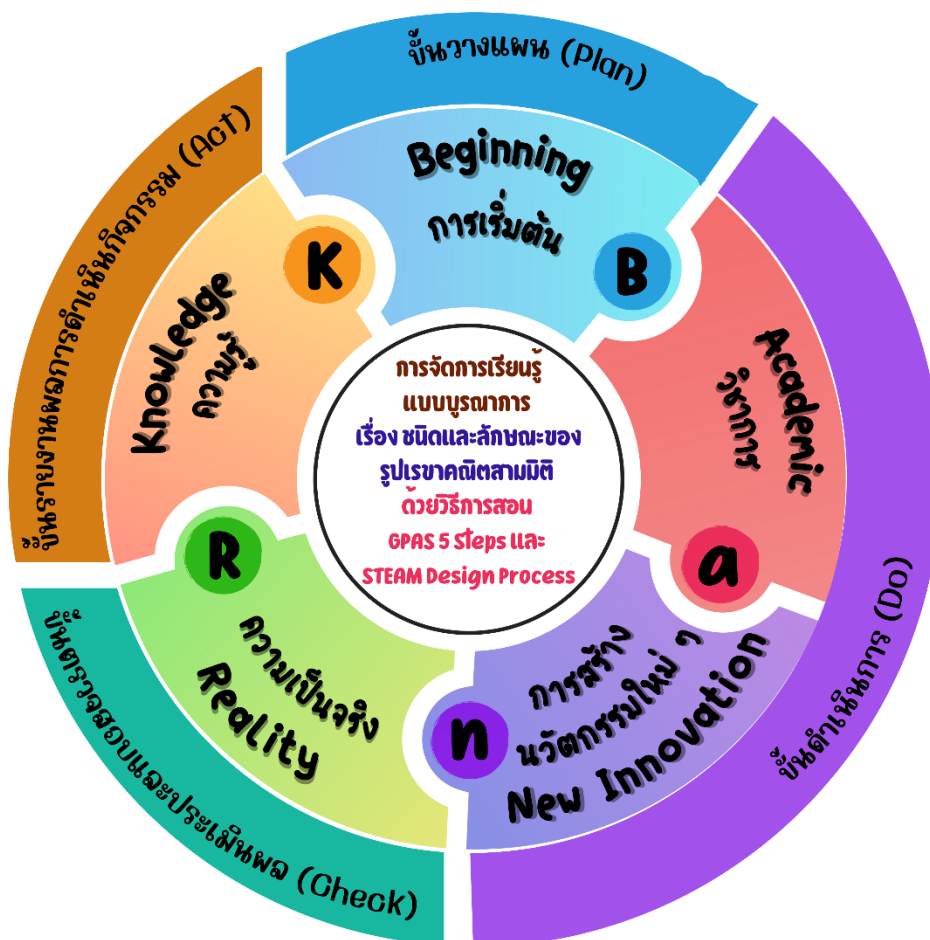 ขั้นวางแผน (Plan)
Beginning
การเริ่มต้น
B
ขั้นดำเนินการ (Do)
Academic
วิชาการ
a
การสร้าง
นวัตกรรมใหม่ ๆ
New Innovation
n
ขั้นตรวจสอบและประเมินผล (Check)
ความเป็นจริง
Reality
R
ขั้นรายงานผลการดำเนินกิจกรรม (Act)
Knowledge
ความรู้
K
การจัดการเรียนรู้
แบบบูรณาการ
เรื่อง ชนิดและลักษณะของ
รูปเรขาคณิตสามมิติ
ด้วยวิธีการสอน
GPAS 5 Steps และ
STEAM Design Process